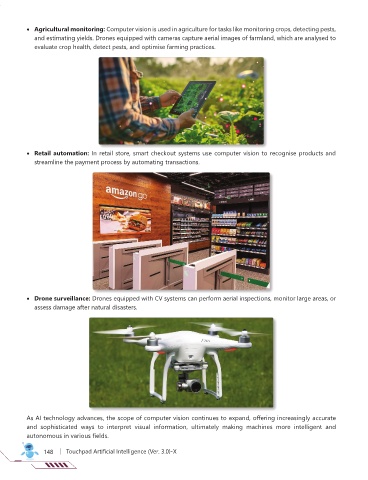 • Agricultural monitoring: Computer vision is used in agriculture for tasks like monitoring crops, detecting pests,
and estimating yields. Drones equipped with cameras capture aerial images of farmland, which are analysed to
evaluate crop health, detect pests, and optimise farming practices.
• Retail automation: In retail store, smart checkout systems use computer vision to recognise products and
streamline the payment process by automating transactions.
amazon go
• Drone surveillance: Drones equipped with CV systems can perform aerial inspections, monitor large areas, or
assess damage after natural disasters.
As AI technology advances, the scope of computer vision continues to expand, offering increasingly accurate
and sophisticated ways to interpret visual information, ultimately making machines more intelligent and
autonomous in various fields.
148 | Touchpad Artificial Intelligence (Ver. 3.0)-X